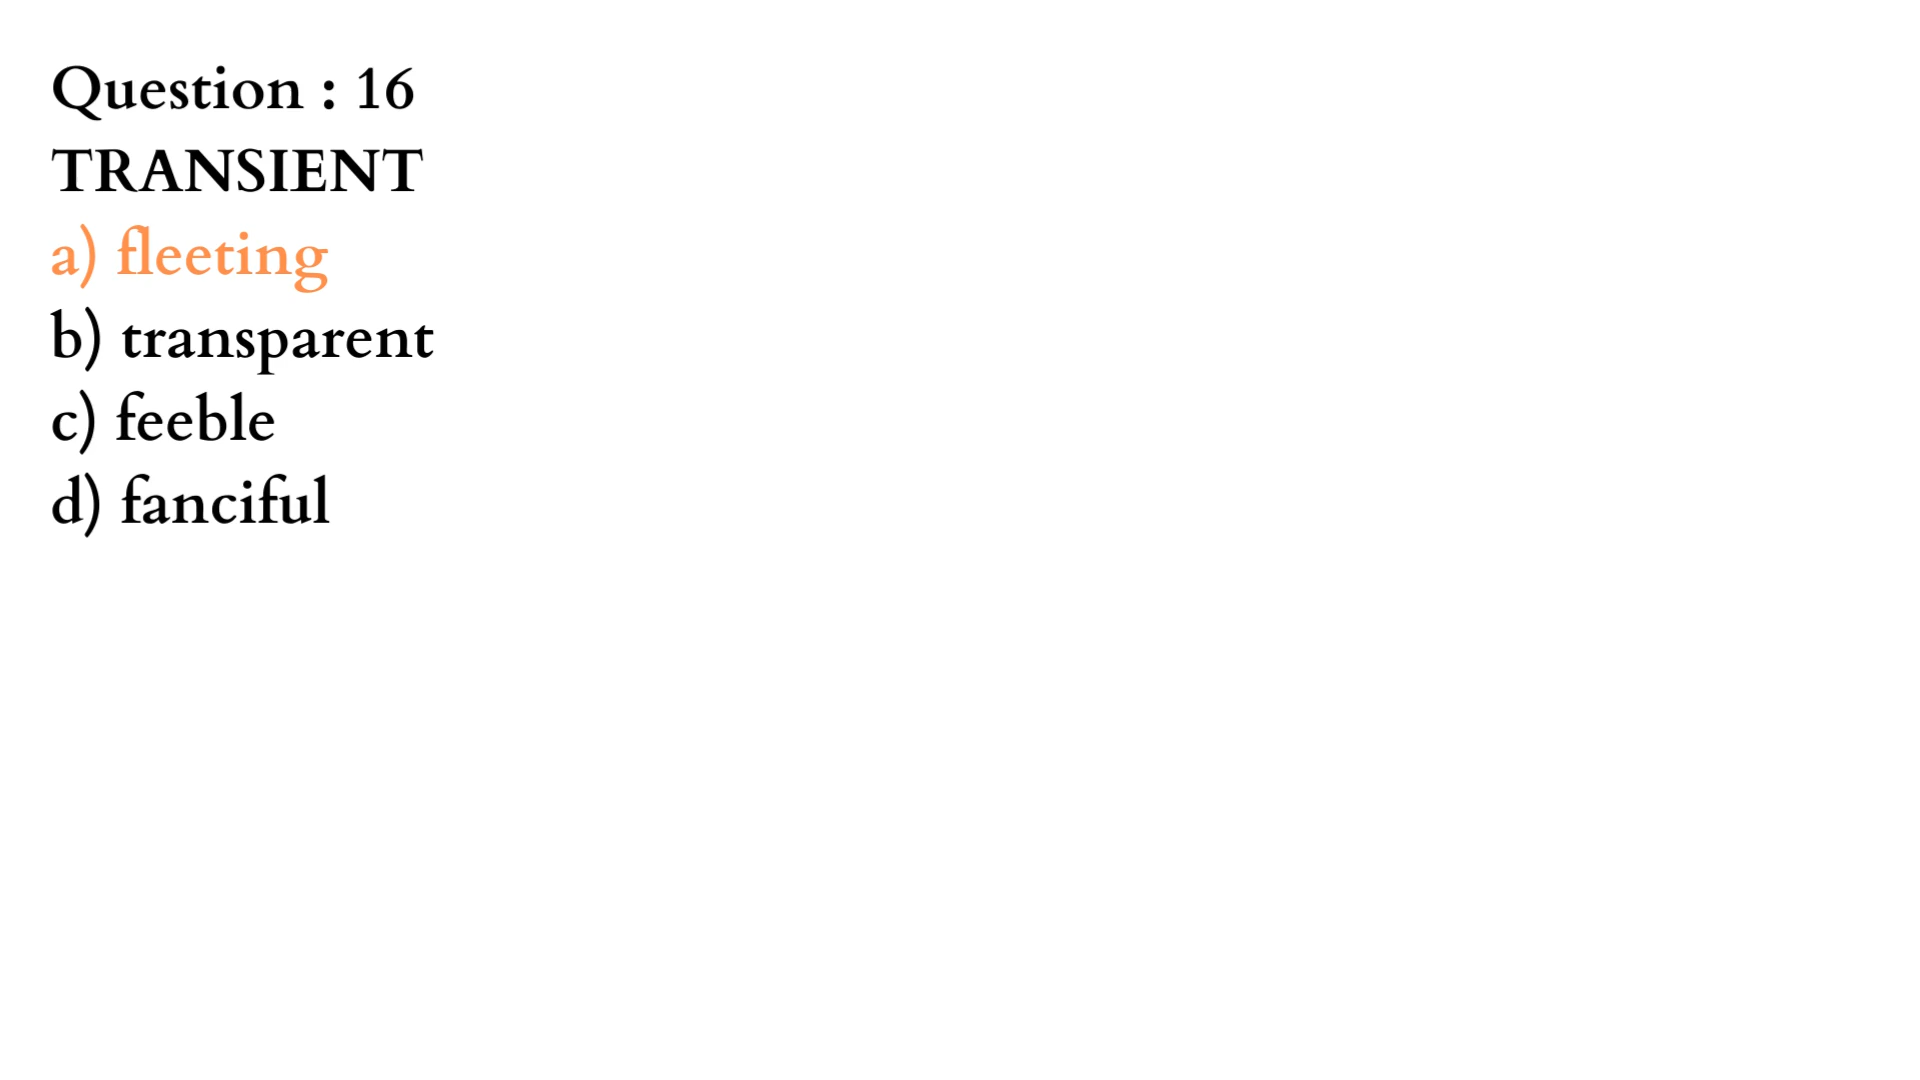 Question : 16
TRANSIENT
a) fleeting
b) transparent
c) feeble
d) fanciful